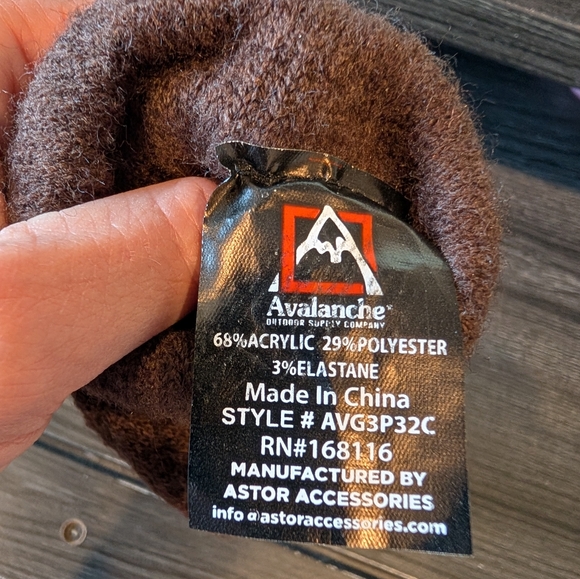 Avalanche
OUTDOOR SUPPLY COMPANY
68%ACRYLIC 29%POLYESTER
3%ELASTANE
Made In China
STYLE # AVG3P32C
RN#168116
MANUFACTURED BY
ASTOR ACCESSORIES
info@astoraccessories.com